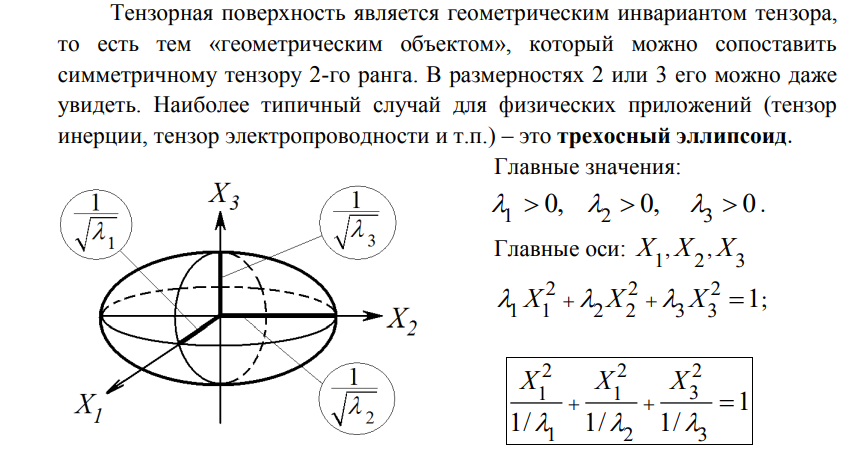 Тензорная поверхность является геометрическим инвариантом тензора,
то есть тем «геометрическим объектом», который можно сопоставить
симметричному тензору 2-го ранга. В размерностях 2 или 3 его можно даже
увидеть. Наиболее типичный случай для физических приложений (тензор
инерции, тензор электропроводности и т.п.) – это трехосный эллипсоид.
Главные значения:
λ₁ > 0, λ₂ > 0, λ₃ > 0.
Главные оси: X₁, X₂, X₃
λ₁X₁² + λ₂X₂² + λ₃X₃² = 1;
X₁²/(1/λ₁) + X₁²/(1/λ₂) + X₃²/(1/λ₃) = 1
1/√λ₁
X₃
1/√λ₃
X₂
X₁
1/√λ₂